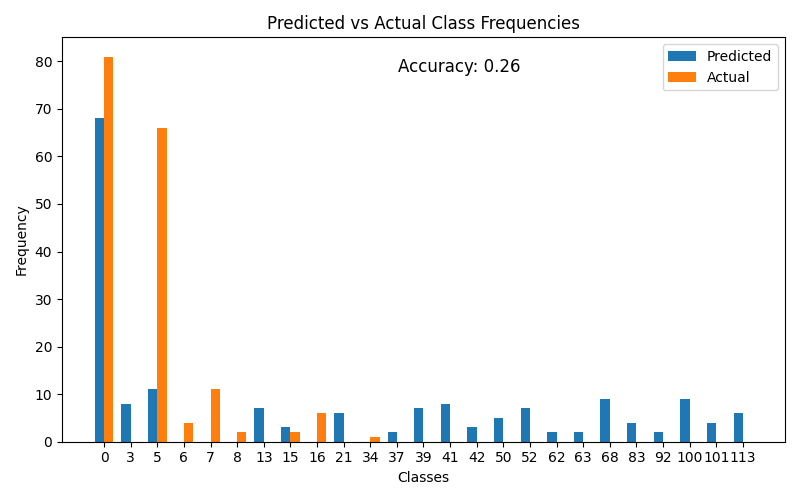 Predicted vs Actual Class Frequencies
Accuracy: 0.26
Predicted
Actual
Frequency
80
70
60
50
40
30
20
10
0
0 3 5 6 7 8 13 15 16 21 34 37 39 41 42 50 52 62 63 68 83 92 100 101 113
Classes